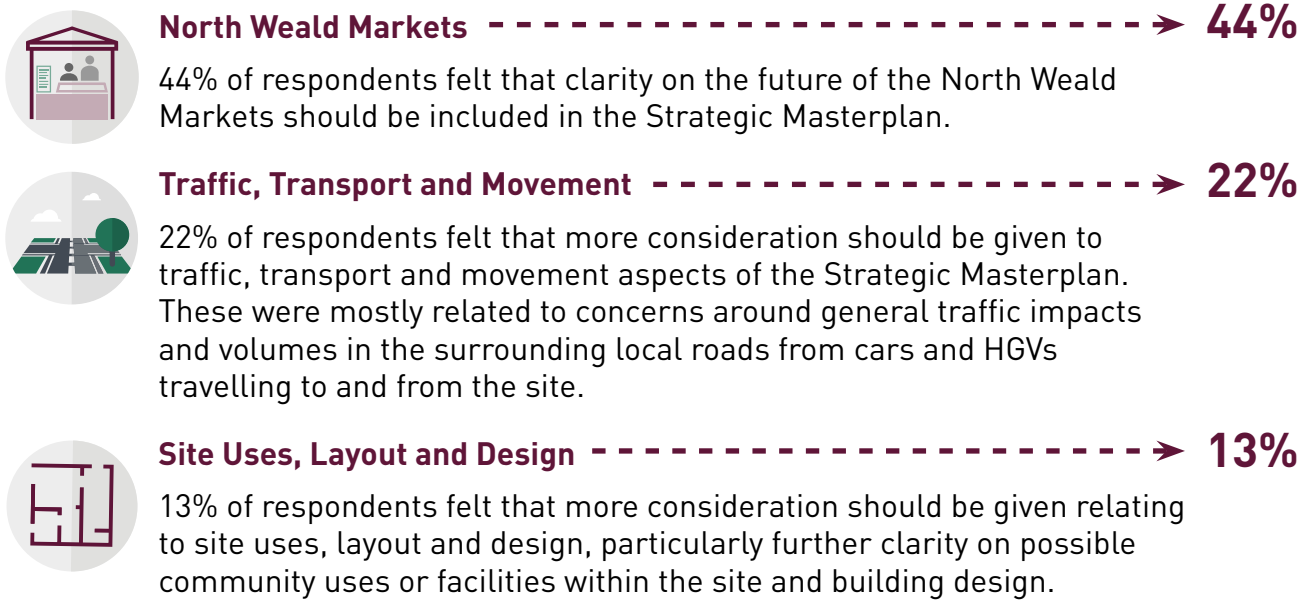 North Weald Markets 44%
44% of respondents felt that clarity on the future of the North Weald
Markets should be included in the Strategic Masterplan.
Traffic, Transport and Movement 22%
22% of respondents felt that more consideration should be given to
traffic, transport and movement aspects of the Strategic Masterplan.
These were mostly related to concerns around general traffic impacts
and volumes in the surrounding local roads from cars and HGVs
travelling to and from the site.
Site Uses, Layout and Design 13%
13% of respondents felt that more consideration should be given relating
to site uses, layout and design, particularly further clarity on possible
community uses or facilities within the site and building design.